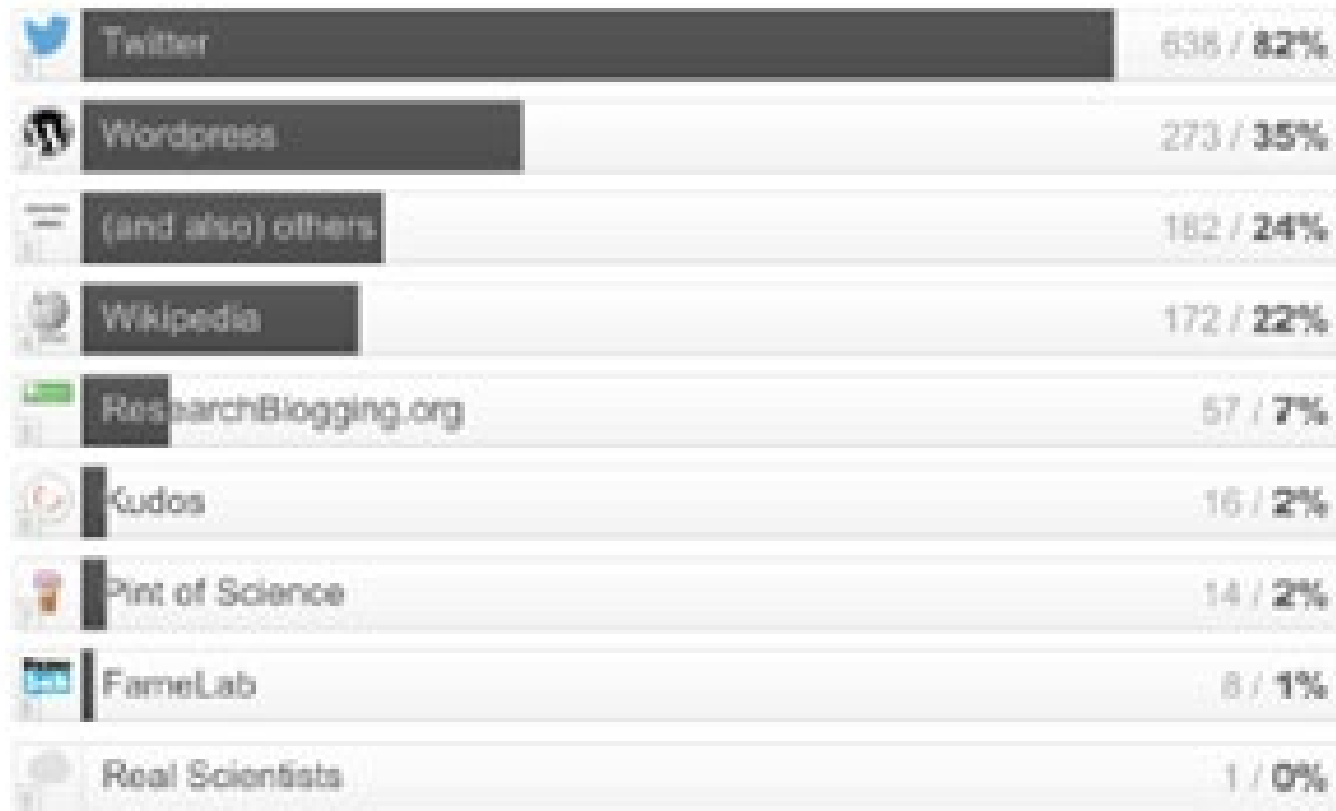 Twitter 638 / 82%
Wordpress 273 / 35%
(and also) others 182 / 24%
Wikipedia 172 / 22%
ResearchBlogging.org 57 / 7%
Kudos 16 / 2%
Pint of Science 14 / 2%
FameLab 8 / 1%
Real Scientists 1 / 0%